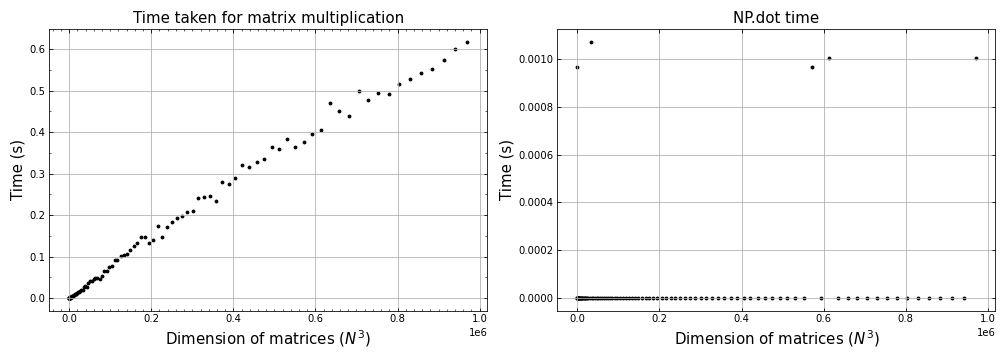 Time taken for matrix multiplication
Time (s)
0.6
0.5
0.4
0.3
0.2
0.1
0.0
0.0 0.2 0.4 0.6 0.8 1.0
1e6
Dimension of matrices (N³)
NP.dot time
Time (s)
0.0010
0.0008
0.0006
0.0004
0.0002
0.0000
0.0 0.2 0.4 0.6 0.8 1.0
1e6
Dimension of matrices (N³)